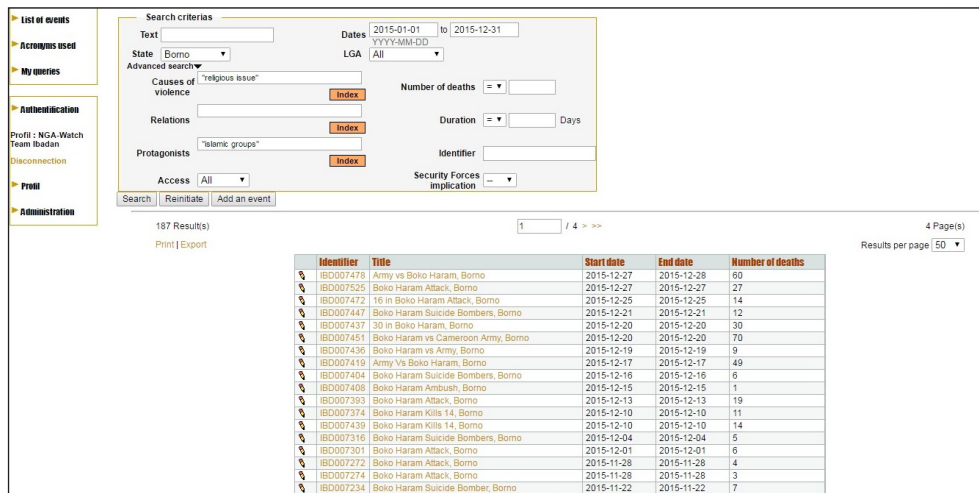 List of events
Acronyms used
My queries
Authentification
Profil : NGA-Watch
Team Ibadan
Disconnection
Profil
Administration
Search criterias
Text
Dates 2015-01-01 to 2015-12-31
YYYY-MM-DD
State Borno LGA All
Advanced search
Causes of violence "religious issue" Index
Number of deaths =
Relations Index
Duration = Days
Protagonists "islamic groups" Index
Identifier
Access All
Security Forces implication --
Search Reinitiate Add an event
187 Result(s) 1 / 4 > >> 4 Page(s)
Print | Export Results per page 50
Identifier Title Start date End date Number of deaths
IBD007478 Army vs Boko Haram, Borno 2015-12-27 2015-12-28 60
IBD007525 Boko Haram Attack, Borno 2015-12-27 2015-12-27 27
IBD007472 16 in Boko Haram Attack, Borno 2015-12-25 2015-12-25 14
IBD007447 Boko Haram Suicide Bombers, Borno 2015-12-21 2015-12-21 12
IBD007437 30 in Boko Haram, Borno 2015-12-20 2015-12-20 30
IBD007451 Boko Haram vs Cameroon Army, Borno 2015-12-20 2015-12-20 70
IBD007436 Boko Haram vs Army, Borno 2015-12-19 2015-12-19 9
IBD007419 Army Vs Boko Haram, Borno 2015-12-17 2015-12-17 49
IBD007404 Boko Haram Suicide Bombers, Borno 2015-12-16 2015-12-16 6
IBD007408 Boko Haram Ambush, Borno 2015-12-15 2015-12-15 1
IBD007393 Boko Haram Attack, Borno 2015-12-13 2015-12-13 19
IBD007374 Boko Haram Kills 14, Borno 2015-12-10 2015-12-10 11
IBD007439 Boko Haram Kills 14, Borno 2015-12-10 2015-12-10 14
IBD007316 Boko Haram Suicide Bombers, Borno 2015-12-04 2015-12-04 5
IBD007301 Boko Haram Attack, Borno 2015-12-01 2015-12-01 6
IBD007272 Boko Haram Attack, Borno 2015-11-28 2015-11-28 4
IBD007274 Boko Haram Attack, Borno 2015-11-28 2015-11-28 3
IBD007234 Boko Haram Suicide Bomber, Borno 2015-11-22 2015-11-22 7